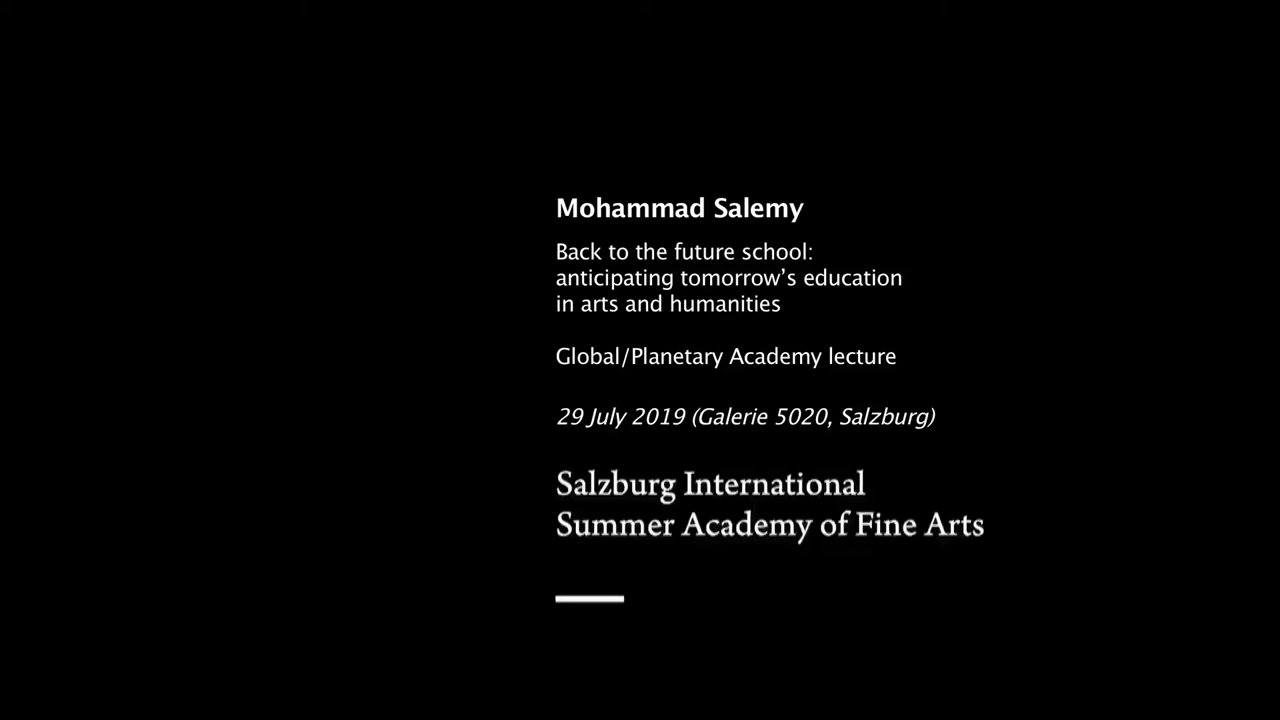 Mohammad Salemy
Back to the future school:
anticipating tomorrow's education
in arts and humanities
Global/Planetary Academy lecture
29 July 2019 (Galerie 5020, Salzburg)
Salzburg International
Summer Academy of Fine Arts